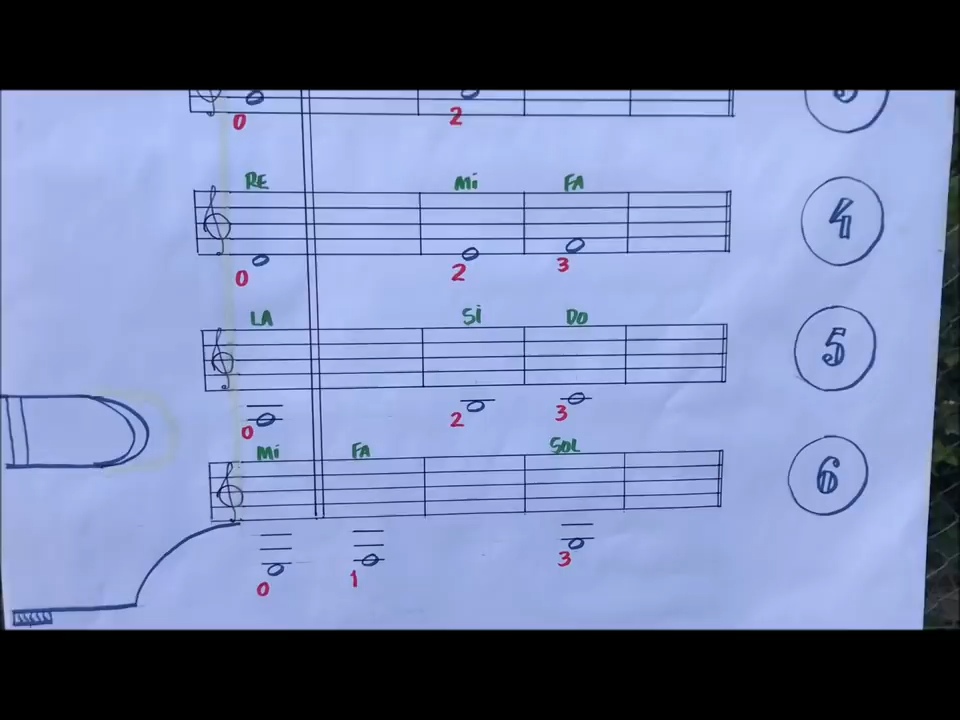 0 2
RE Mi FA 4
0 2 3
LA Si DO 5
0 2 3
Mi FA SOL 6
0 1 3